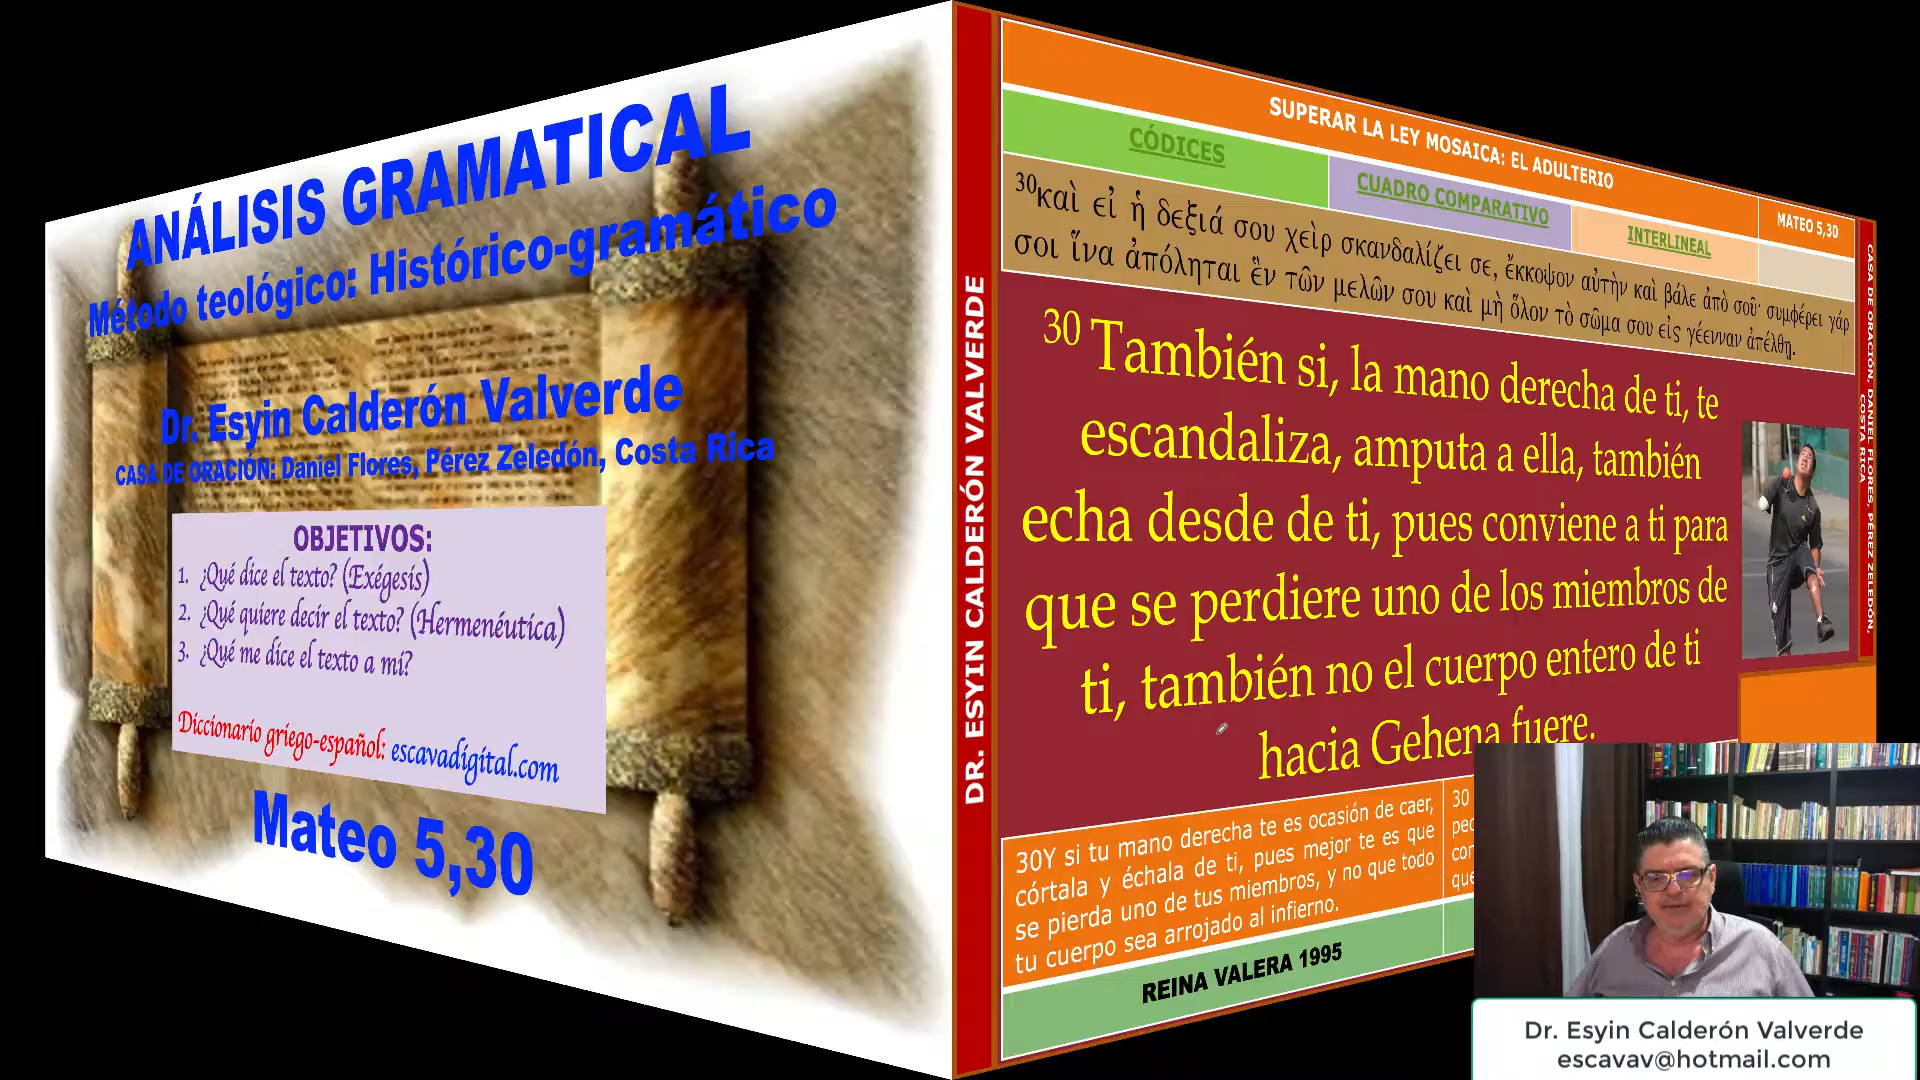 ANÁLISIS GRAMATICAL
Método teológico: Histórico-gramático
Dr. Esyin Calderón Valverde
CASA DE ORACIÓN: Daniel Flores, Pérez Zeledón, Costa Rica
OBJETIVOS:
1. ¿Qué dice el texto? (Exégesis)
2. ¿Qué quiere decir el texto? (Hermenéutica)
3. ¿Qué me dice el texto a mí?
Diccionario griego-español: escavadigital.com
Mateo 5,30
DR. ESYIN CALDERÓN VALVERDE
SUPERAR LA LEY MOSAICA: EL ADULTERIO
MATEO 5,30
CÓDICES
CUADRO COMPARATIVO
INTERLINEAL
30καὶ εἰ ἡ δεξιά σου χεὶρ σκανδαλίζει σε, ἔκκοψον αὐτὴν καὶ βάλε ἀπὸ σοῦ· συμφέρει γάρ
σοι ἵνα ἀπόληται ἓν τῶν μελῶν σου καὶ μὴ ὅλον τὸ σῶμα σου εἰς γέενναν ἀπέλθῃ.
30 También si, la mano derecha de ti, te
escandaliza, amputa a ella, también
echa desde de ti, pues conviene a ti para
que se perdiere uno de los miembros de
ti, también no el cuerpo entero de ti
hacia Gehena fuere.
CASA DE ORACIÓN, DANIEL FLORES, PÉREZ ZELEDÓN,
COSTA RICA
30Y si tu mano derecha te es ocasión de caer,
córtala y échala de ti, pues mejor te es que
se pierda uno de tus miembros, y no que todo
tu cuerpo sea arrojado al infierno.
REINA VALERA 1995
30
que
Dr. Esyin Calderón Valverde
escavav@hotmail.com